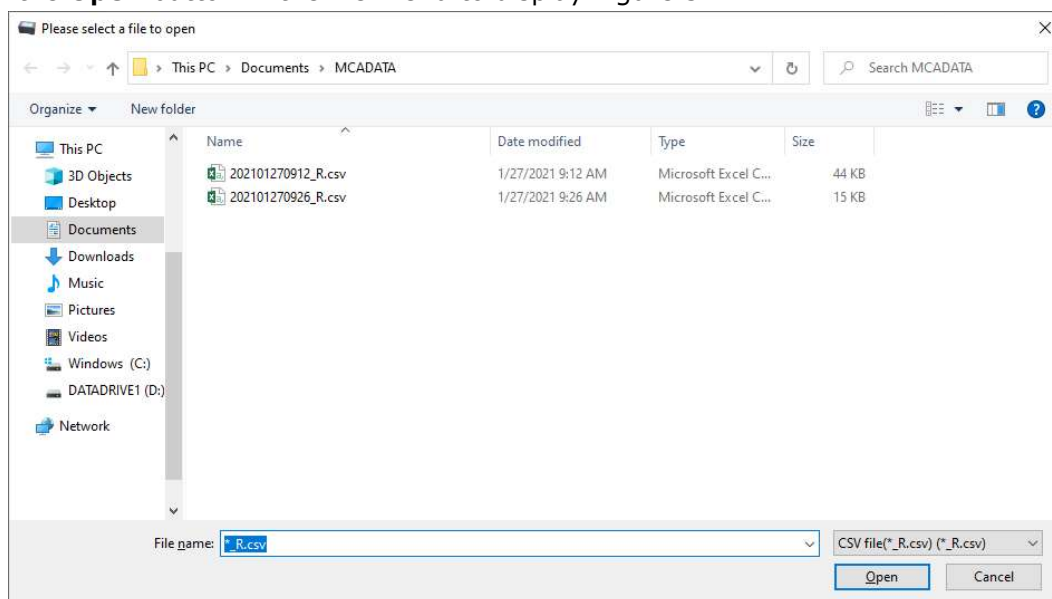 Please select a file to open
This PC > Documents > MCADATA
Search MCADATA
Organize
New folder
Name Date modified Type Size
This PC
3D Objects
Desktop
Documents
Downloads
Music
Pictures
Videos
Windows (C:)
DATADRIVE1 (D:)
Network
202101270912_R.csv 1/27/2021 9:12 AM Microsoft Excel C... 44 KB
202101270926_R.csv 1/27/2021 9:26 AM Microsoft Excel C... 15 KB
File name: *_R.csv
CSV file(*_R.csv) (*_R.csv)
Open Cancel